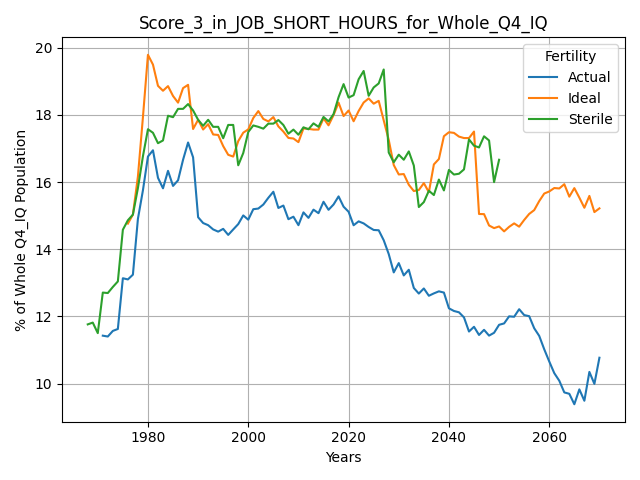 Score_3_in_JOB_SHORT_HOURS_for_Whole_Q4_IQ
Fertility
Actual
Ideal
Sterile
% of Whole Q4_IQ Population
20
18
16
14
12
10
1980
2000
2020
2040
2060
Years